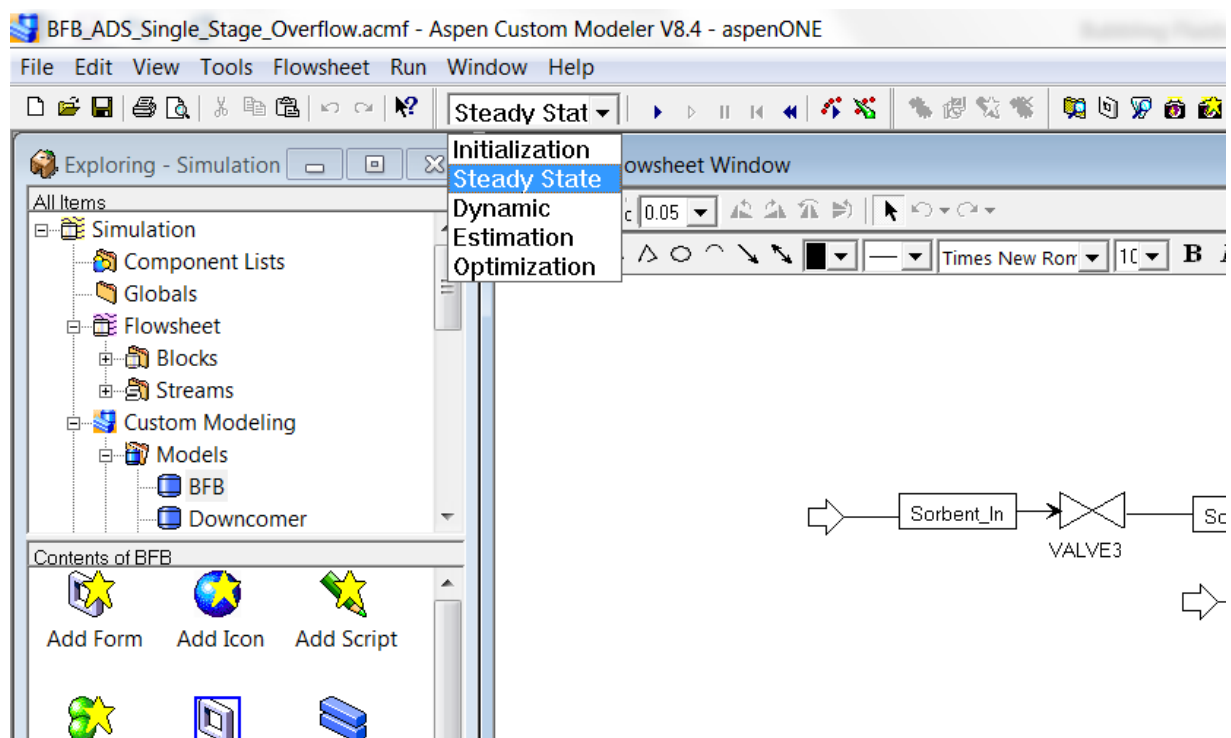 BFB_ADS_Single_Stage_Overflow.acmf - Aspen Custom Modeler V8.4 - aspenONE
File Edit View Tools Flowsheet Run Window Help
Steady Stat
Initialization
Steady State
Dynamic
Estimation
Optimization
Exploring - Simulation
owsheet Window
All Items
c 0.05
Simulation
Component Lists
Globals
Flowsheet
Blocks
Streams
Custom Modeling
Models
BFB
Downcomer
Times New Rom
10
B
Contents of BFB
Add Form Add Icon Add Script
Sorbent_In
VALVE3
So